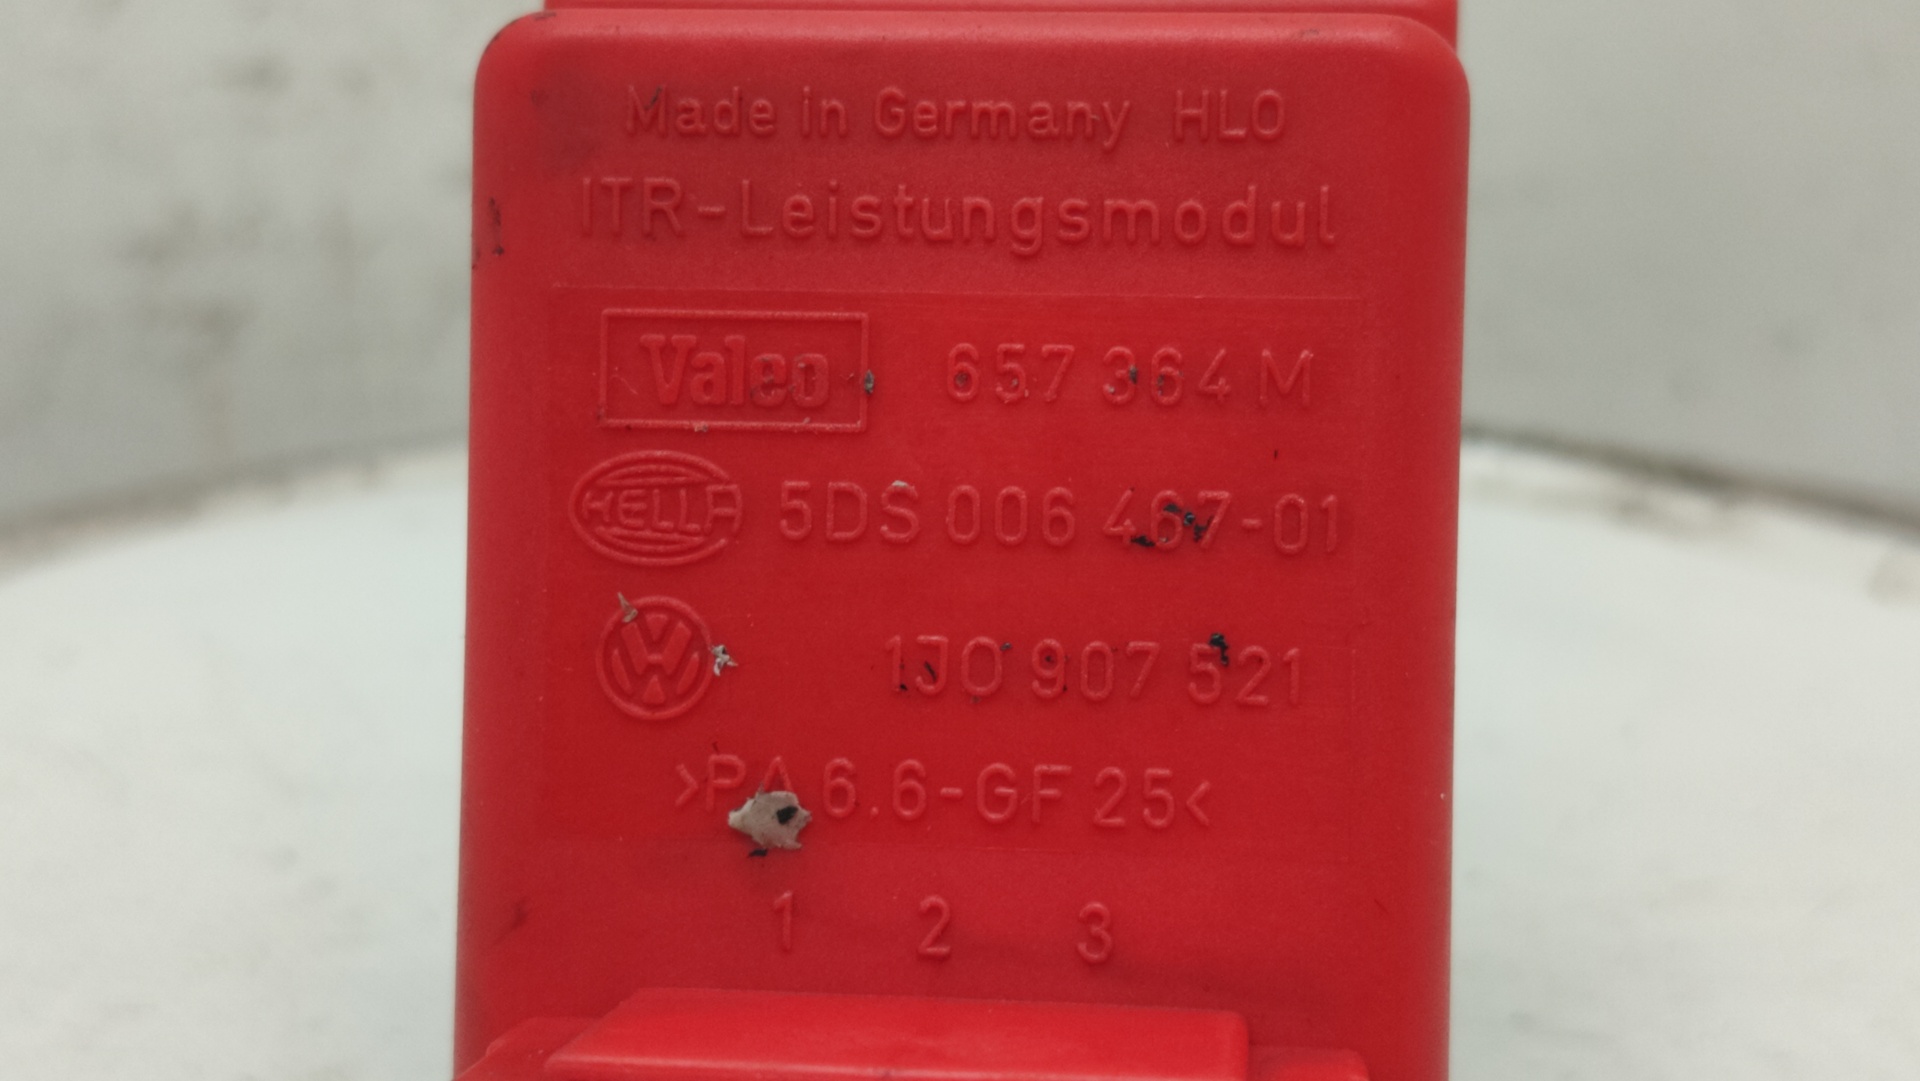 Made in Germany HLO
ITR-Leistungsmodul
Valeo 657 364 M
HELLA 5DS 006 467-01
VW 1J0 907 521
>PA 6.6-GF 25<
1 2 3